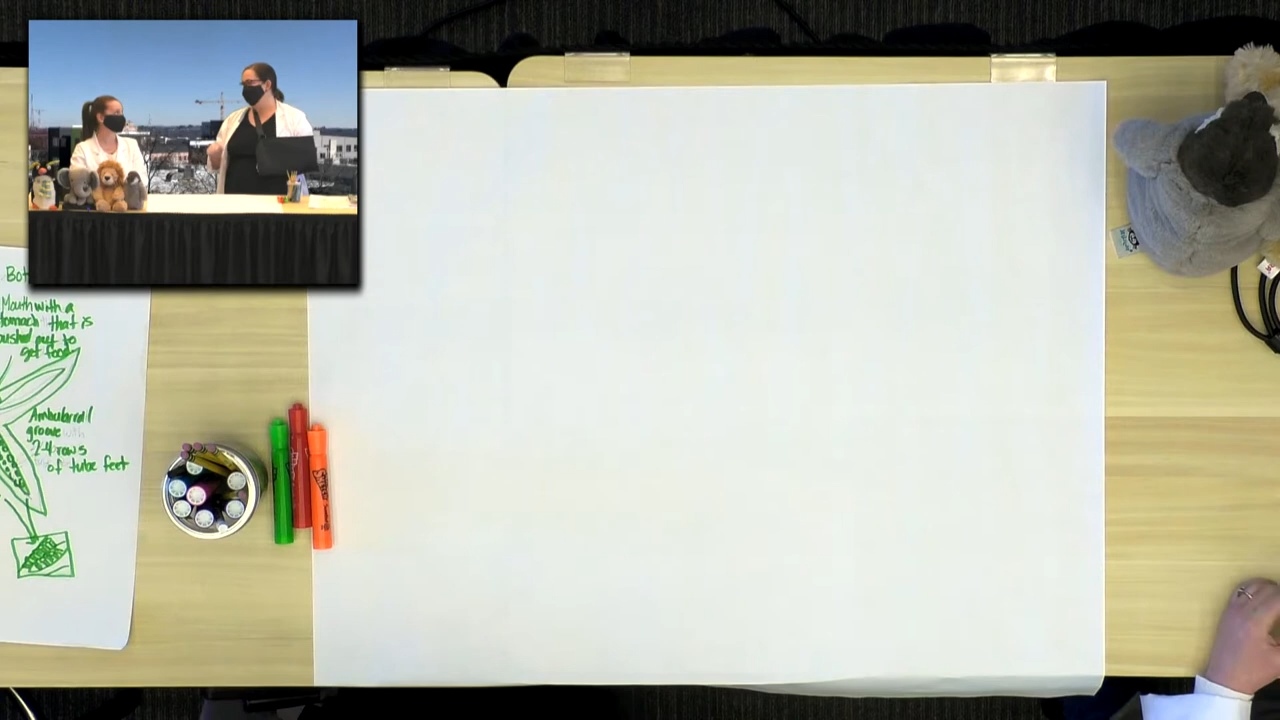 Bot
Mouth with a
stomach that is
pushed out to
get food
Ambulacral
groove with
2-4 rows
of tube feet